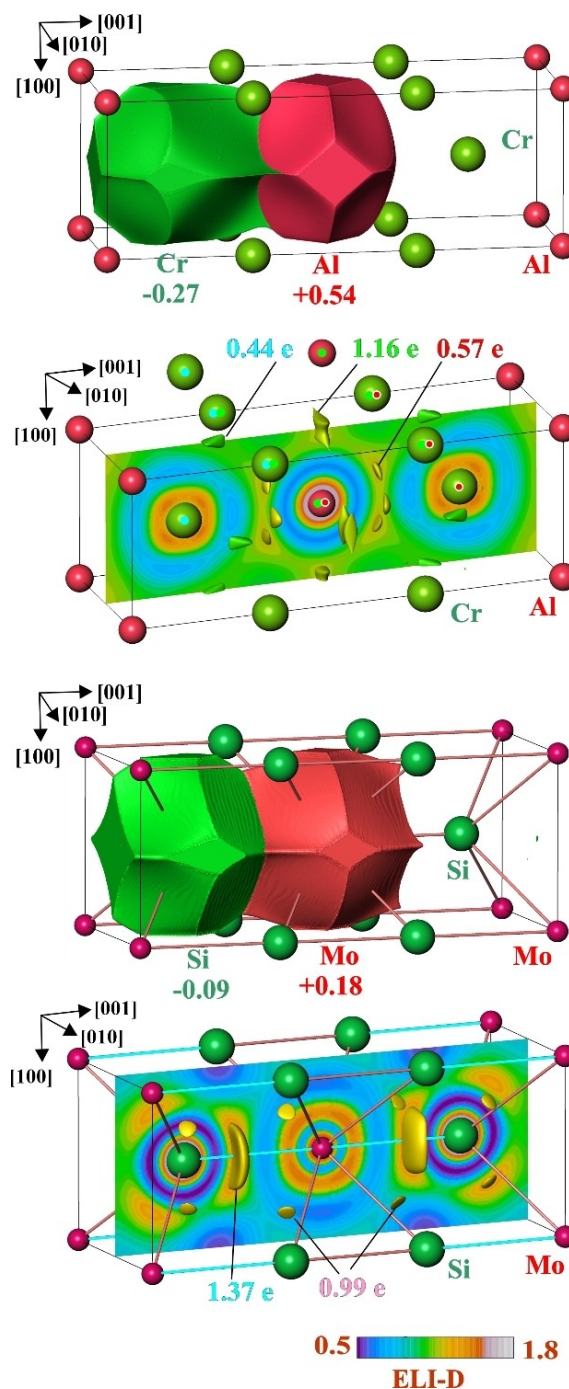 [001]
[010]
[100]
Cr
Cr Al Al
-0.27 +0.54
0.44 e 1.16 e 0.57 e
[001]
[010]
[100]
Cr Al
[001]
[010]
[100]
Si
Si Mo Mo
-0.09 +0.18
[001]
[010]
[100]
Si Mo
1.37 e 0.99 e
0.5 1.8
ELI-D